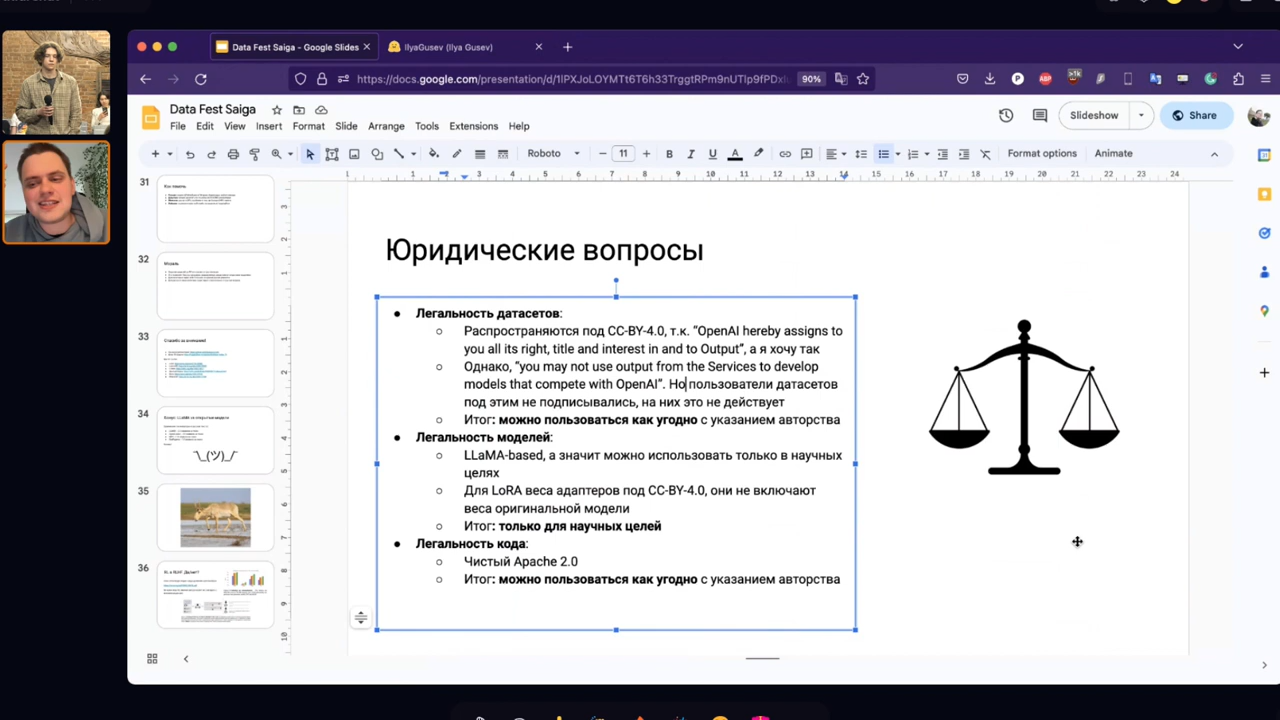 Data Fest Saiga - Google Slides
IlyaGusev (Ilya Gusev)
90%
Data Fest Saiga
File Edit View Insert Format Slide Arrange Tools Extensions Help
Slideshow
Share
Roboto
11
Format options
Animate
31
32
33
34
35
36
Модель
Спасибо за внимание!
¯\_(ツ)_/¯
Юридические вопросы
● Легальность датасетов:
○ Распространяются под CC-BY-4.0, т.к. “OpenAI hereby assigns to
you all its right, title and interest in and to Output”, а я хочу так
○ Однако, “you may not use output from the Services to develop
models that compete with OpenAI”. Но пользователи датасетов
под этим не подписывались, на них это не действует
○ Итог: можно пользоваться как угодно с указанием авторства
● Легальность моделей:
○ LLaMA-based, а значит можно использовать только в научных
целях
○ Для LoRA веса адаптеров под CC-BY-4.0, они не включают
веса оригинальной модели
○ Итог: только для научных целей
● Легальность кода:
○ Чистый Apache 2.0
○ Итог: можно пользоваться как угодно с указанием авторства